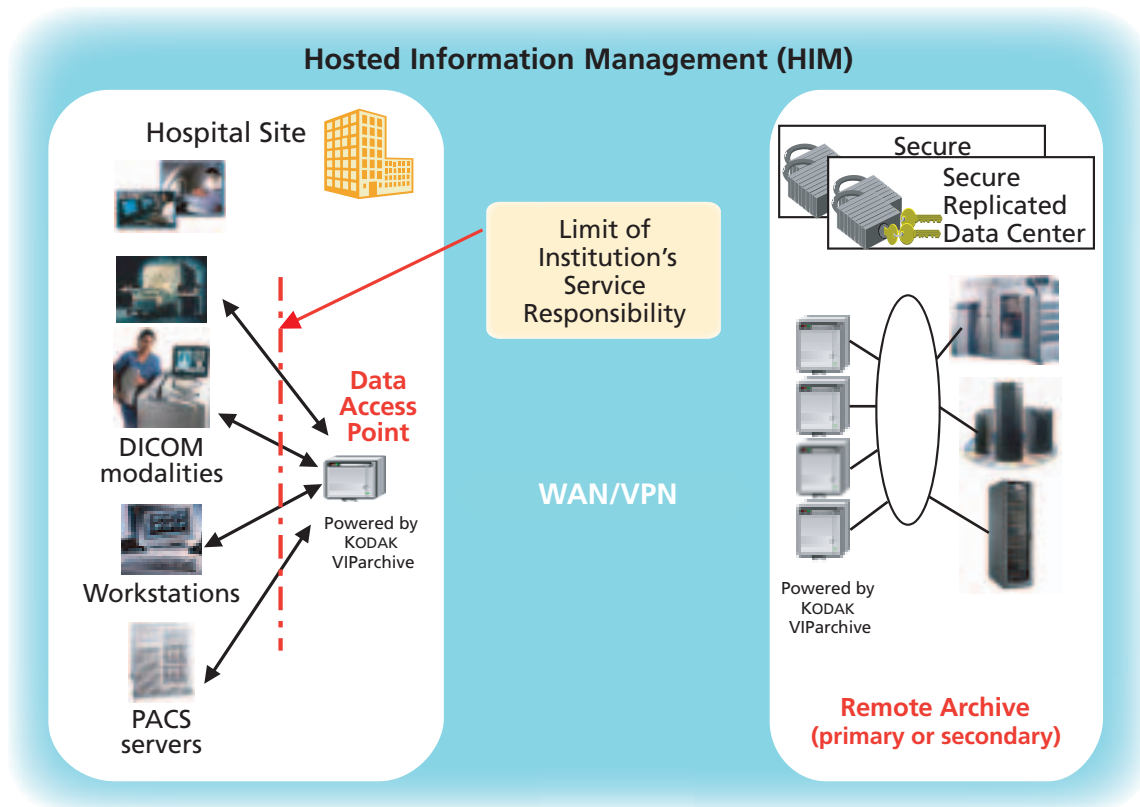 Hosted Information Management (HIM)
Hospital Site
DICOM
modalities
Workstations
PACS
servers
Data
Access
Point
Powered by
KODAK
VIParchive
Limit of
Institution’s
Service
Responsibility
WAN/VPN
Secure
Secure
Replicated
Data Center
Powered by
KODAK
VIParchive
Remote Archive
(primary or secondary)